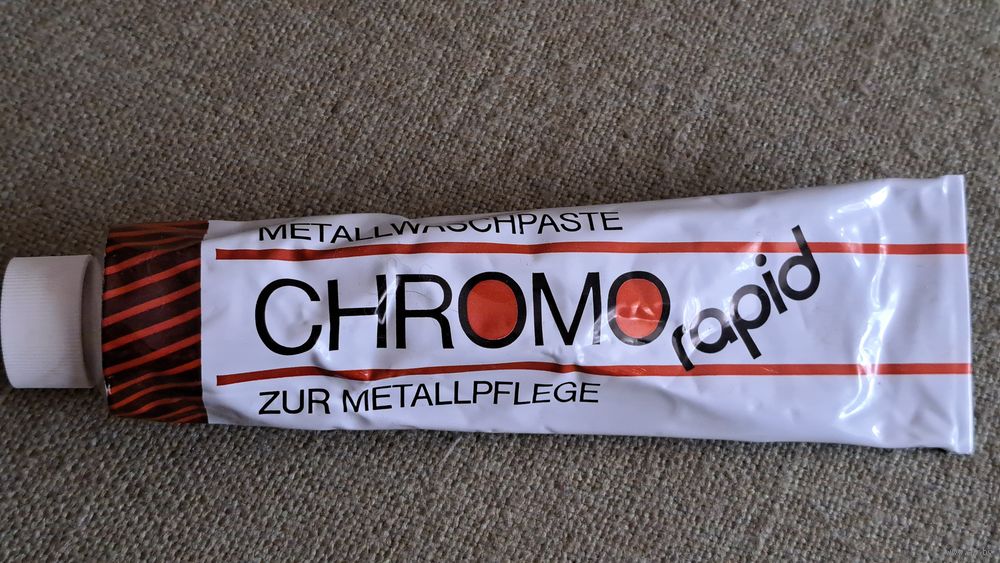 METALLWASCHPASTE
CHROMO rapid
ZUR METALLPFLEGE